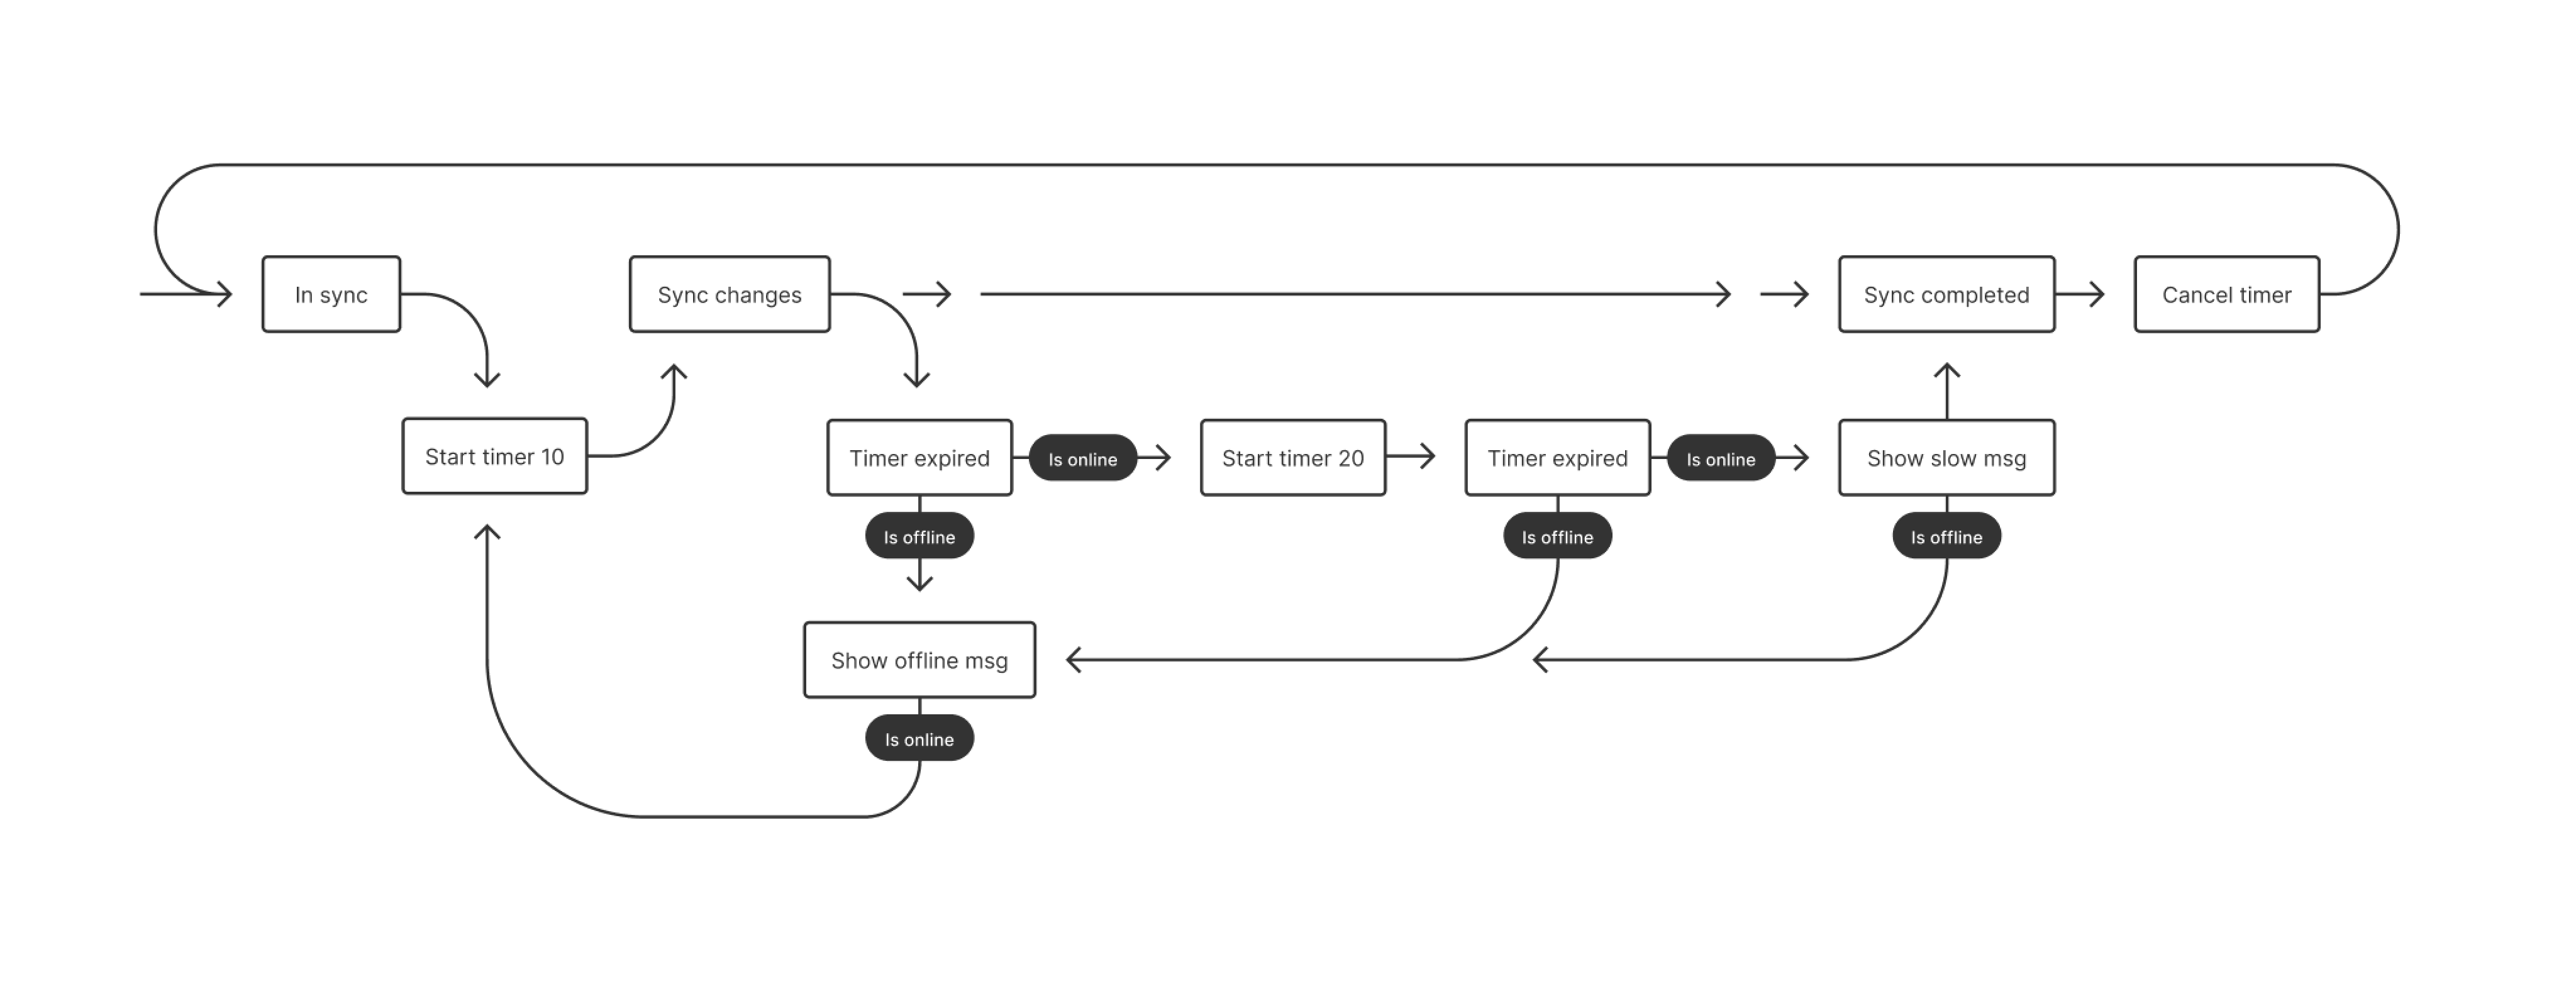 In sync
Sync changes
Sync completed
Cancel timer
Start timer 10
Timer expired
Is online
Start timer 20
Timer expired
Is online
Show slow msg
Is offline
Is offline
Is offline
Show offline msg
Is online